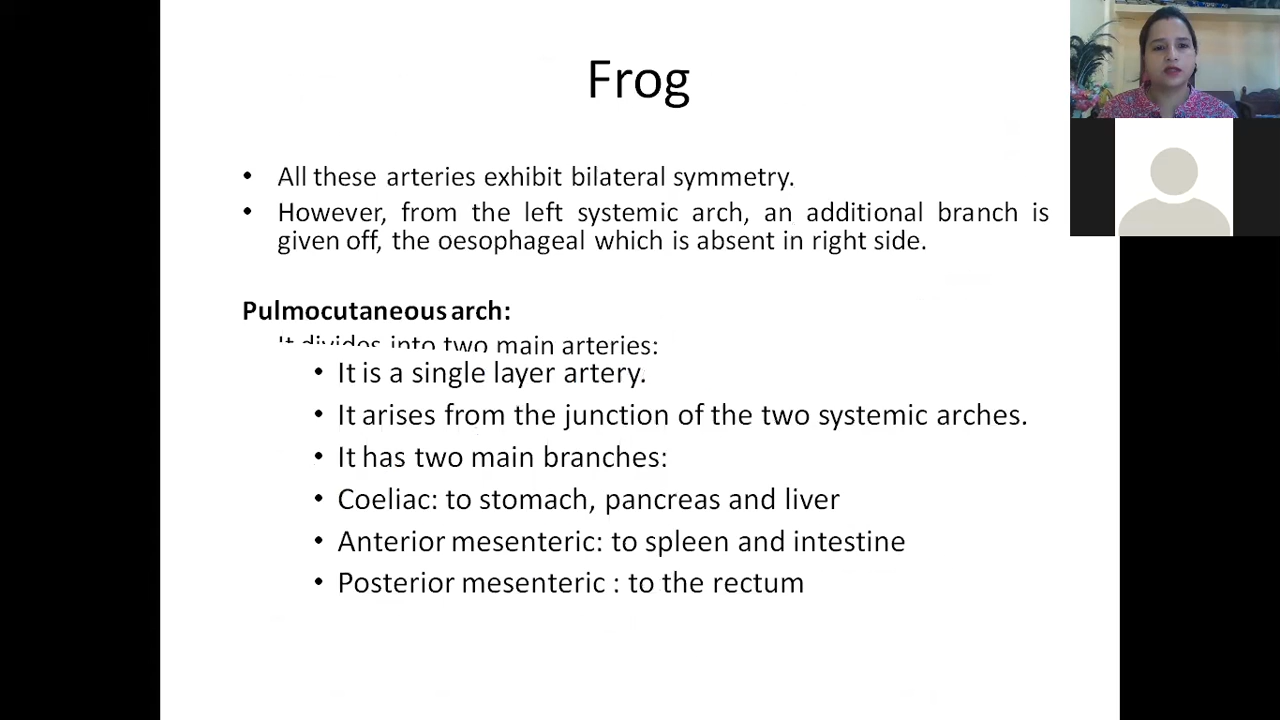 Frog
• All these arteries exhibit bilateral symmetry.
• However, from the left systemic arch, an additional branch is
given off, the oesophageal which is absent in right side.
Pulmocutaneous arch:
It divides into two main arteries:
• It is a single layer artery.
• It arises from the junction of the two systemic arches.
• It has two main branches:
• Coeliac: to stomach, pancreas and liver
• Anterior mesenteric: to spleen and intestine
• Posterior mesenteric : to the rectum